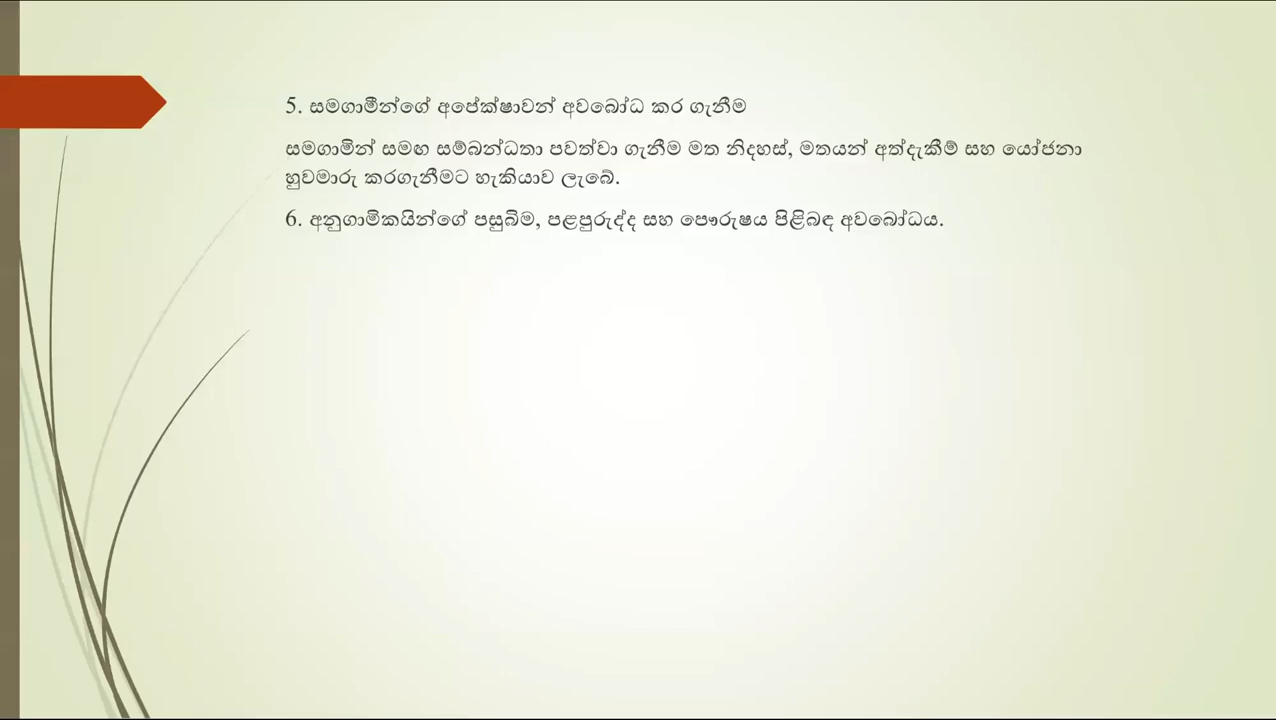 5. සමගාමීන්ගේ අපේක්ෂාවන් අවබෝධ කර ගැනීම
සමගාමින් සමඟ සම්බන්ධතා පවත්වා ගැනීම මත නිදහස්, මතයන් අත්දැකීම් සහ යෝජනා
හුවමාරු කරගැනීමට හැකියාව ලැබේ.
6. අනුගාමිකයින්ගේ පසුබිම, පළපුරුද්ද සහ පෞරුෂය පිළිබඳ අවබෝධය.